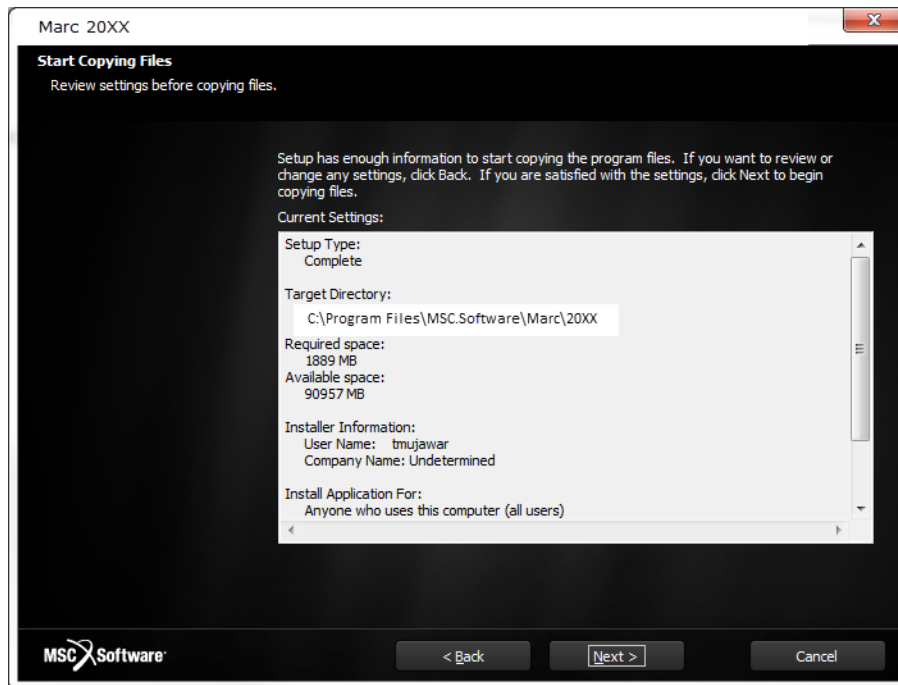 Marc 20XX
Start Copying Files
Review settings before copying files.
Setup has enough information to start copying the program files. If you want to review or
change any settings, click Back. If you are satisfied with the settings, click Next to begin
copying files.
Current Settings:
Setup Type:
Complete
Target Directory:
C:\Program Files\MSC.Software\Marc\20XX
Required space:
1889 MB
Available space:
90957 MB
Installer Information:
User Name: tmujawar
Company Name: Undetermined
Install Application For:
Anyone who uses this computer (all users)
MSC Software
< Back
Next >
Cancel